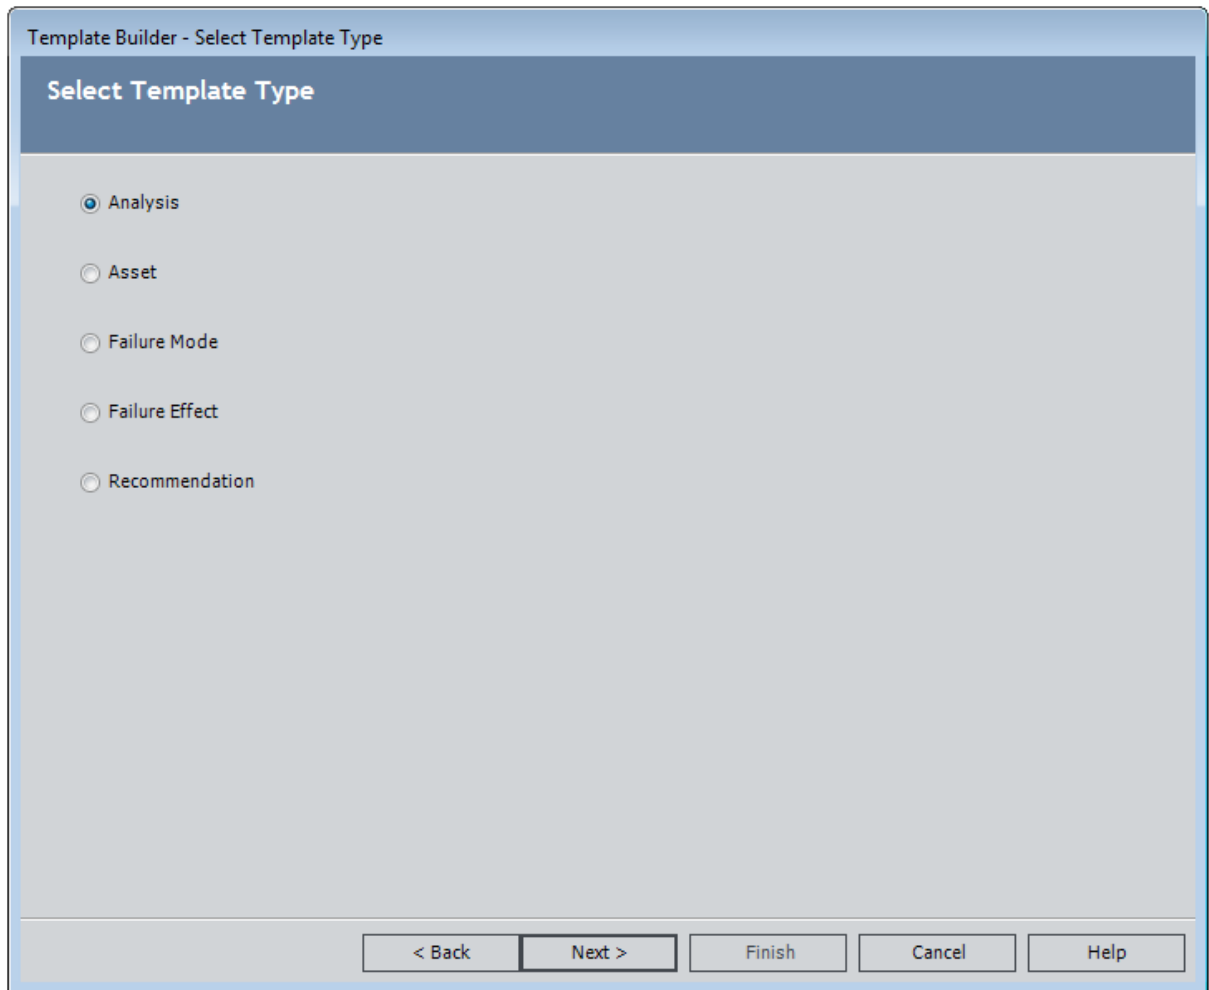 Template Builder - Select Template Type
Select Template Type
Analysis
Asset
Failure Mode
Failure Effect
Recommendation
< Back Next > Finish Cancel Help